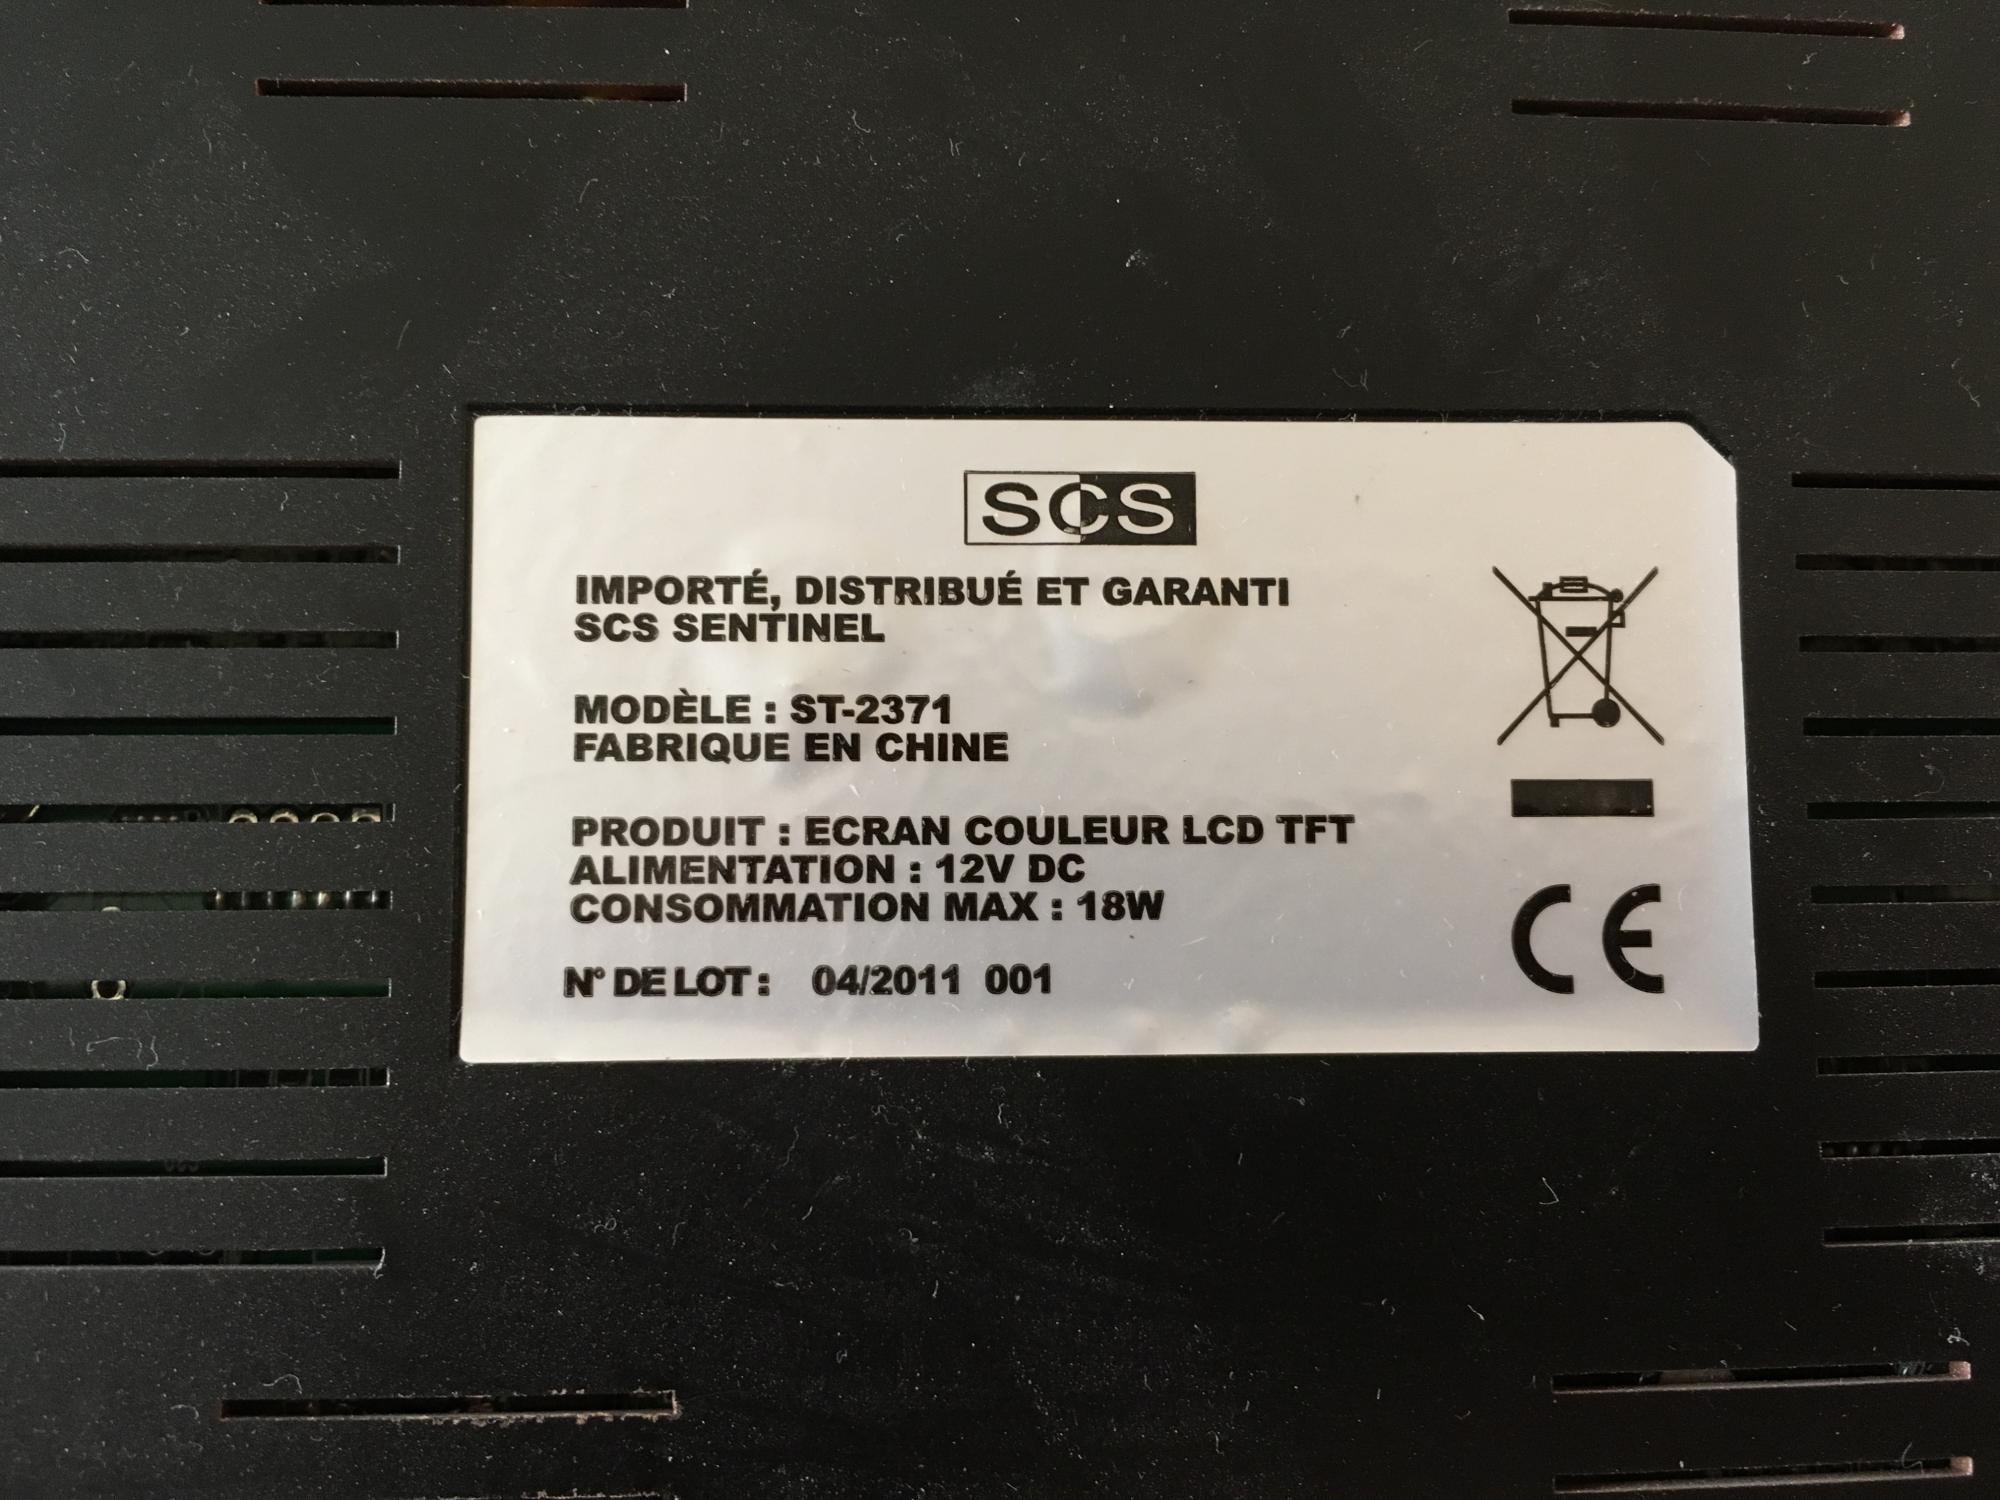 SCS
IMPORTÉ, DISTRIBUÉ ET GARANTI
SCS SENTINEL
MODÈLE : ST-2371
FABRIQUE EN CHINE
PRODUIT : ECRAN COULEUR LCD TFT
ALIMENTATION : 12V DC
CONSOMMATION MAX : 18W
N° DE LOT : 04/2011 001
CE